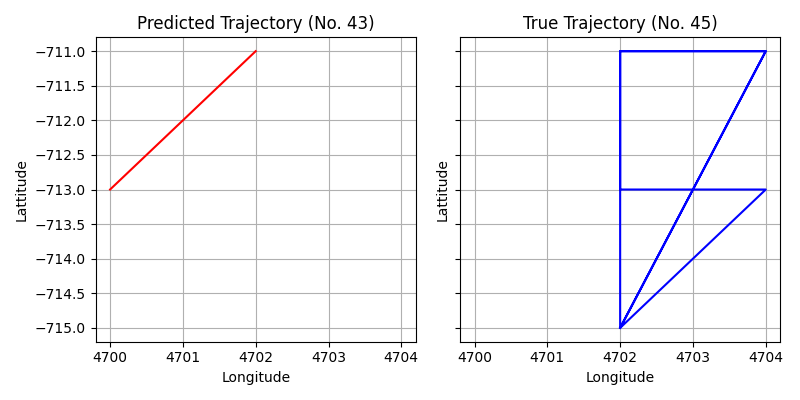 Predicted Trajectory (No. 43)
−711.0
−711.5
−712.0
−712.5
−713.0
−713.5
−714.0
−714.5
−715.0
Lattitude
4700 4701 4702 4703 4704
Longitude
True Trajectory (No. 45)
Lattitude
4700 4701 4702 4703 4704
Longitude